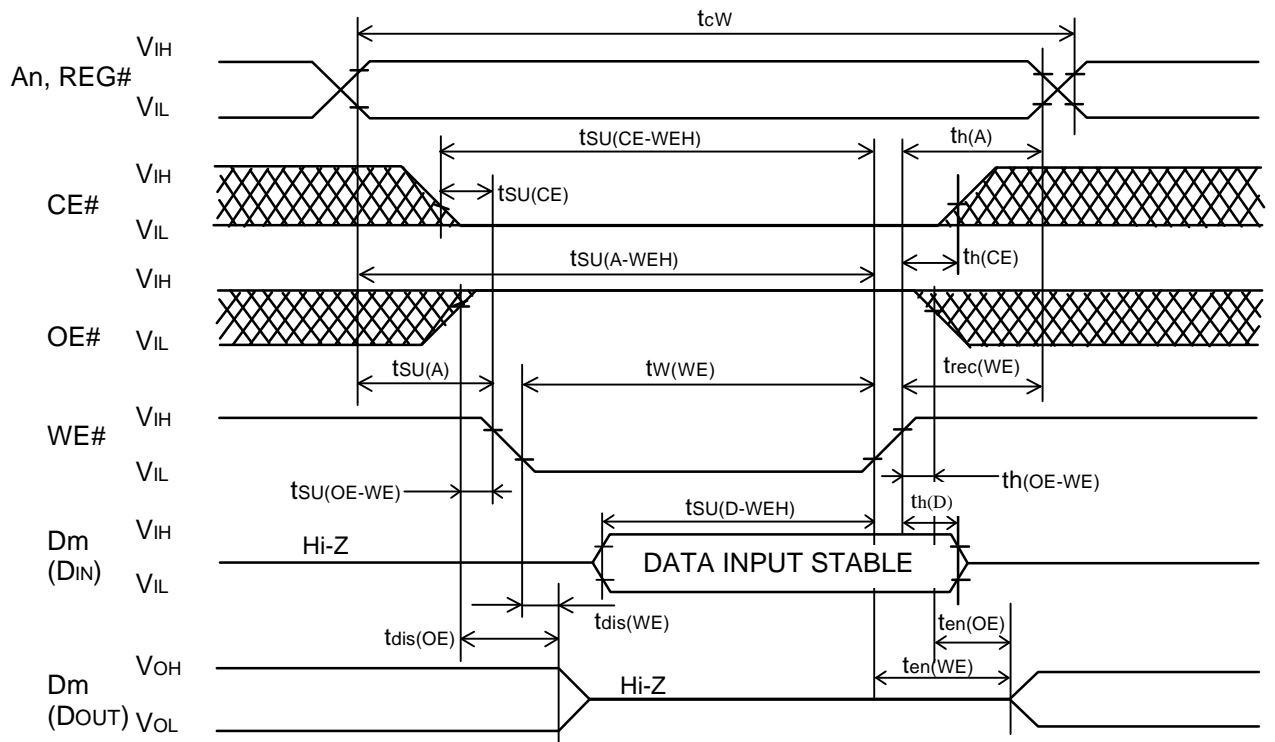 tcW
VIH
An, REG#
VIL
tSU(CE-WEH)
th(A)
VIH
CE#
tSU(CE)
VIL
tSU(A-WEH)
th(CE)
VIH
OE#
VIL
tSU(A)
tW(WE)
trec(WE)
VIH
WE#
VIL
tSU(OE-WE)
th(OE-WE)
tSU(D-WEH)
th(D)
VIH
Dm
(DIN)
Hi-Z
DATA INPUT STABLE
VIL
tdis(OE)
tdis(WE)
ten(OE)
ten(WE)
VOH
Dm
(DOUT)
Hi-Z
VOL